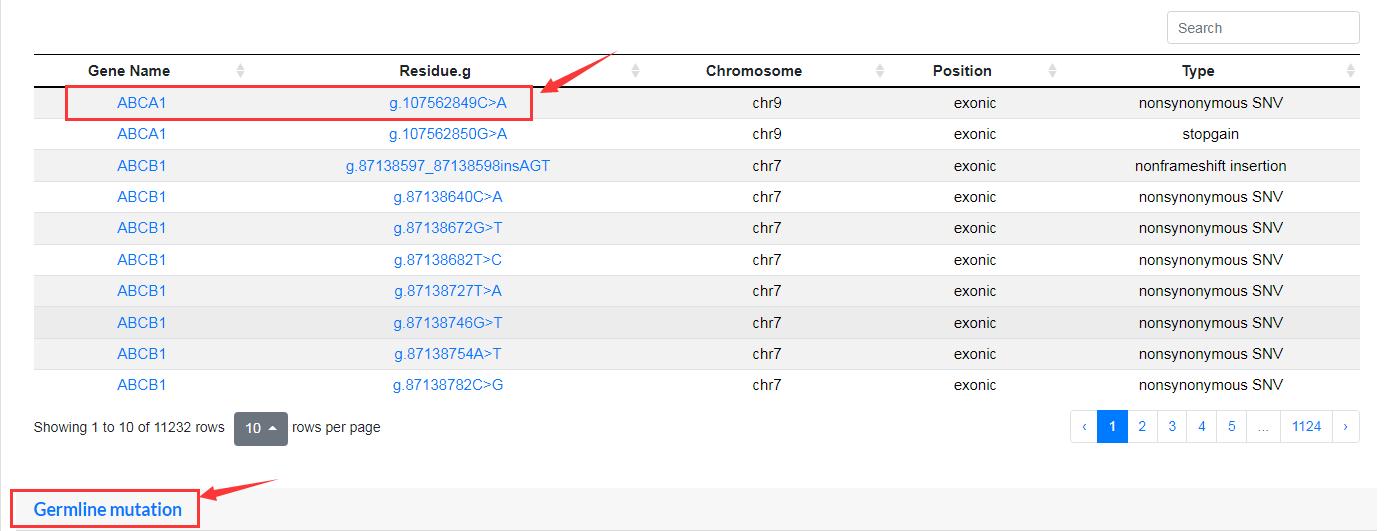 Search
Gene Name Residue.g Chromosome Position Type
ABCA1 g.107562849C>A chr9 exonic nonsynonymous SNV
ABCA1 g.107562850G>A chr9 exonic stopgain
ABCB1 g.87138597_87138598insAGT chr7 exonic nonframeshift insertion
ABCB1 g.87138640C>A chr7 exonic nonsynonymous SNV
ABCB1 g.87138672G>T chr7 exonic nonsynonymous SNV
ABCB1 g.87138682T>C chr7 exonic nonsynonymous SNV
ABCB1 g.87138727T>A chr7 exonic nonsynonymous SNV
ABCB1 g.87138746G>T chr7 exonic nonsynonymous SNV
ABCB1 g.87138754A>T chr7 exonic nonsynonymous SNV
ABCB1 g.87138782C>G chr7 exonic nonsynonymous SNV
Showing 1 to 10 of 11232 rows 10 rows per page ‹ 1 2 3 4 5 ... 1124 ›
Germline mutation